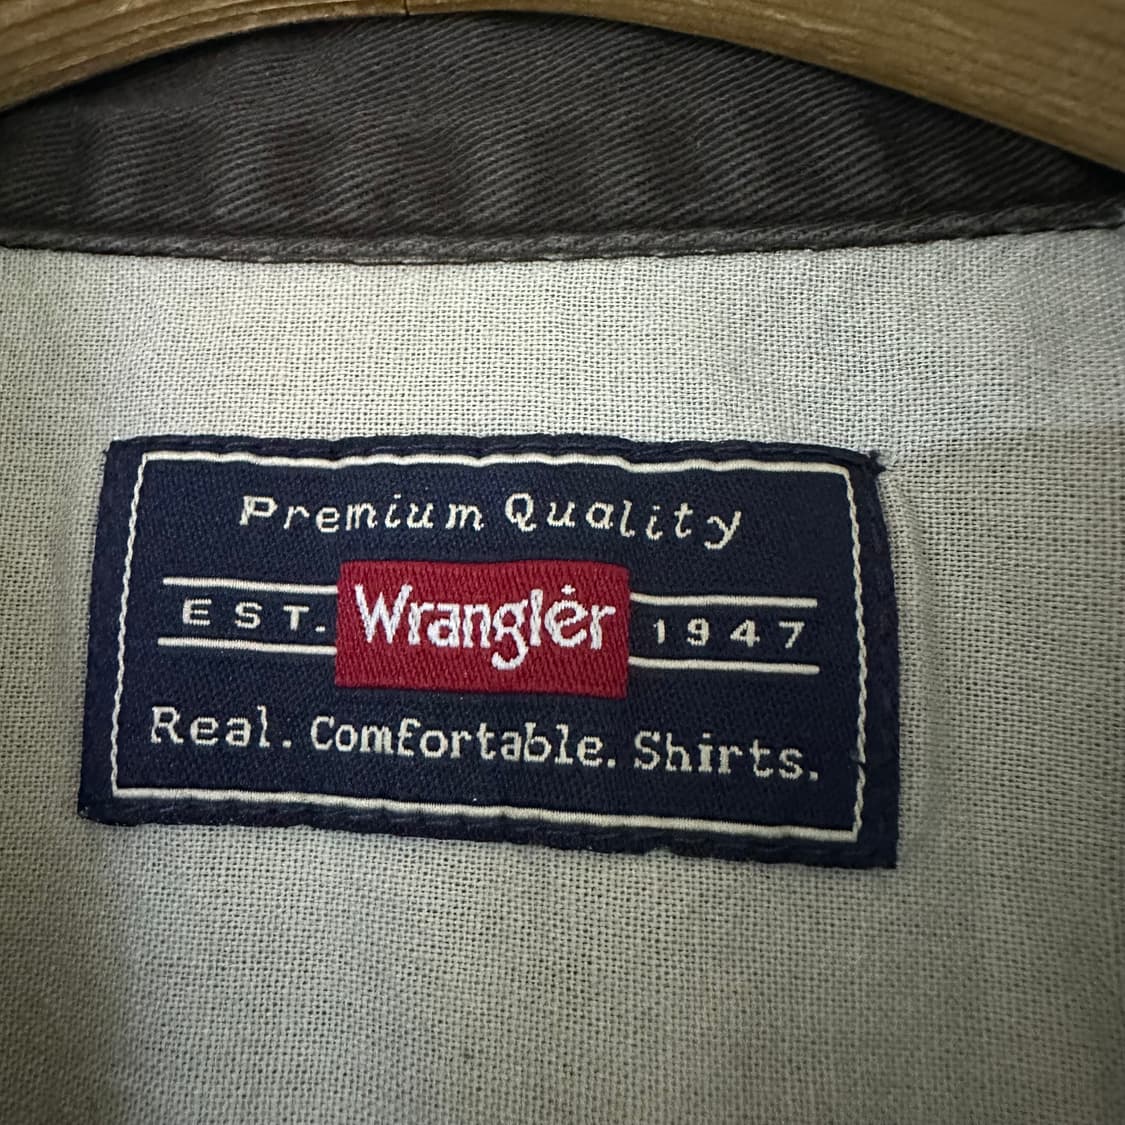 Premium Quality
EST. Wrangler 1947
Real. Comfortable. Shirts.